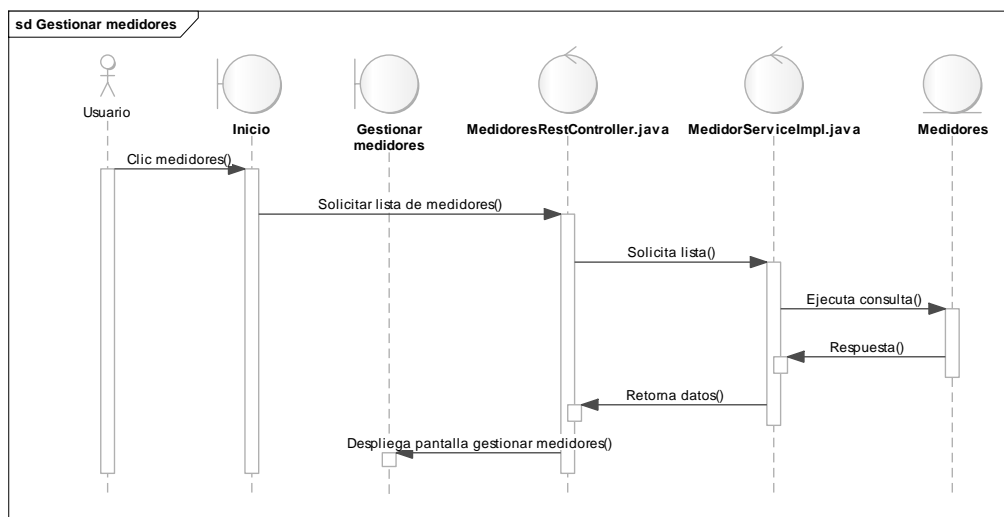 sd Gestionar medidores
Usuario
Inicio
Gestionar
medidores
MedidoresRestController.java
MedidorServiceImpl.java
Medidores
Clic medidores()
Solicitar lista de medidores()
Solicita lista()
Ejecuta consulta()
Respuesta()
Retorna datos()
Despliega pantalla gestionar medidores()